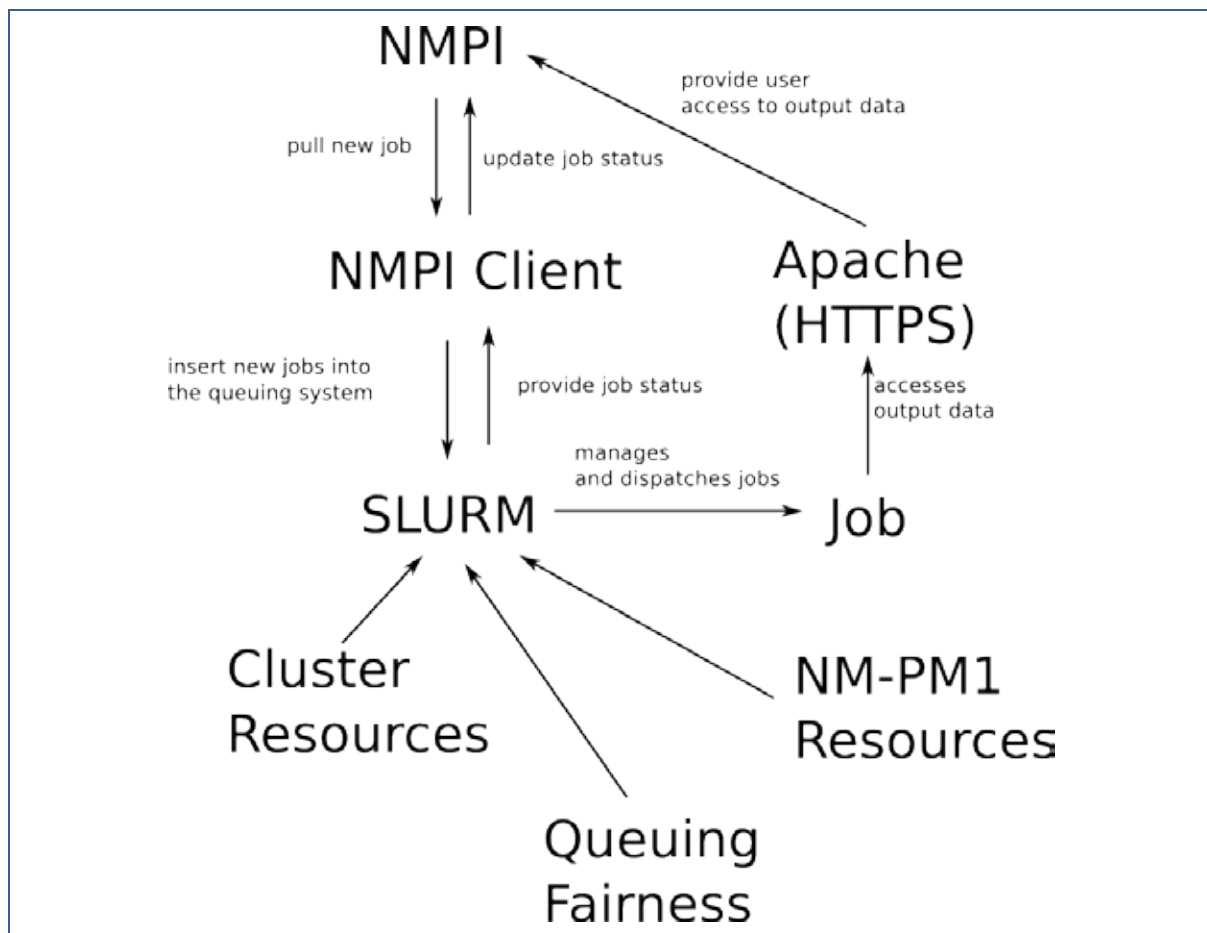 NMPI
provide user
access to output data
pull new job
update job status
NMPI Client
Apache
(HTTPS)
insert new jobs into
the queuing system
provide job status
accesses
output data
manages
and dispatches jobs
SLURM
Job
Cluster
Resources
NM-PM1
Resources
Queuing
Fairness